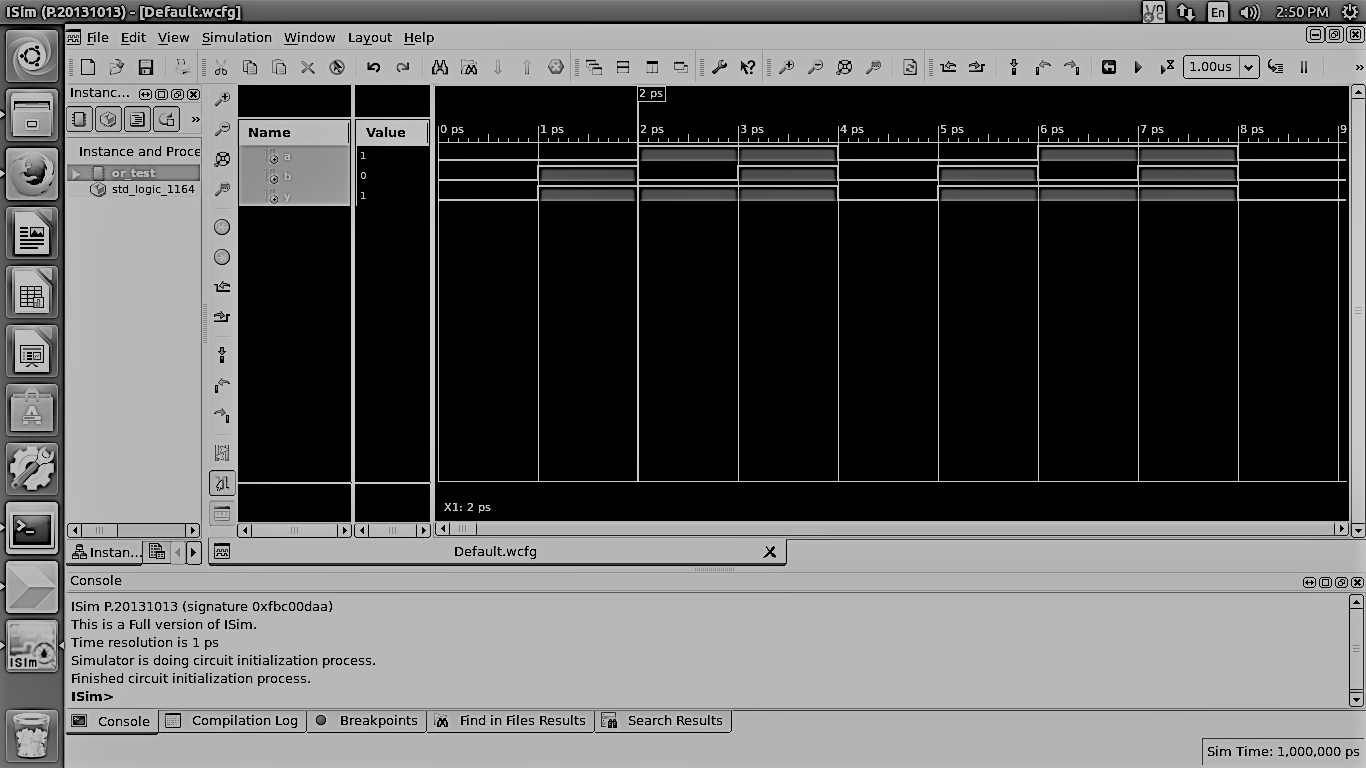 ISim (P.20131013) - [Default.wcfg]
En
2:50 PM
File Edit View Simulation Window Layout Help
1.00us
»
Instanc...
»
Instance and Proce
or_test
std_logic_1164
Name
Value
a
1
b
0
y
1
2 ps
0 ps 1 ps 2 ps 3 ps 4 ps 5 ps 6 ps 7 ps 8 ps 9
X1: 2 ps
Instan...
Default.wcfg
Console
ISim P.20131013 (signature 0xfbc00daa)
This is a Full version of ISim.
Time resolution is 1 ps
Simulator is doing circuit initialization process.
Finished circuit initialization process.
ISim>
ISim
Console Compilation Log Breakpoints Find in Files Results Search Results
Sim Time: 1,000,000 ps